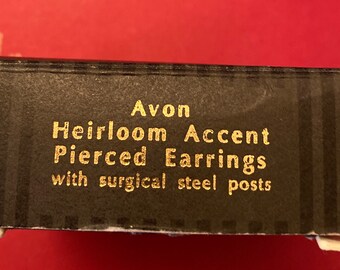 Avon
Heirloom Accent
Pierced Earrings
with surgical steel posts